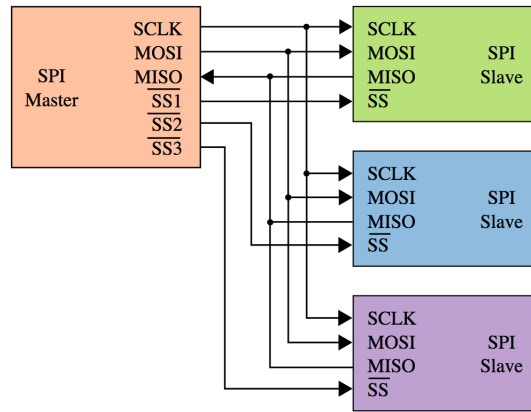 SCLK
MOSI
MISO
SS1
SS2
SS3
SPI
Master
SCLK
MOSI
MISO
SS
SPI
Slave
SCLK
MOSI
MISO
SS
SPI
Slave
SCLK
MOSI
MISO
SS
SPI
Slave